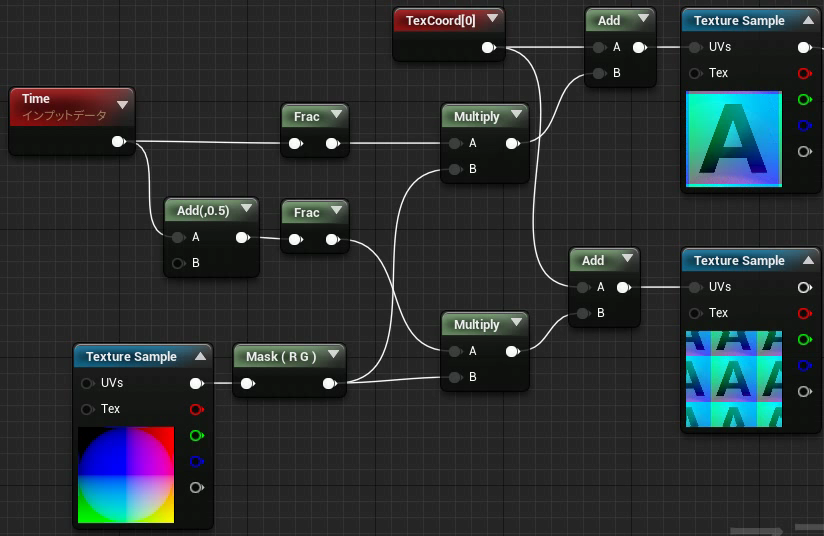 TexCoord[0]
Add
A
B
Texture Sample
UVs
Tex
A
Time
インプットデータ
Frac
Multiply
A
B
Add(,0.5)
A
B
Frac
Add
A
B
Texture Sample
UVs
Tex
A A A
A A A
A A A
Multiply
A
B
Texture Sample
UVs
Tex
Mask ( R G )